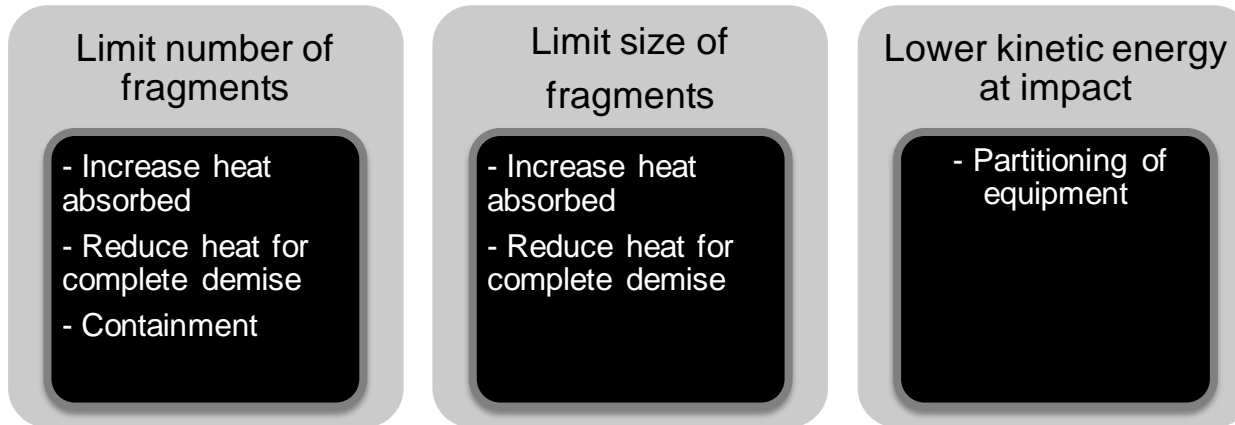 Limit number of
fragments
- Increase heat
absorbed
- Reduce heat for
complete demise
- Containment
Limit size of
fragments
- Increase heat
absorbed
- Reduce heat for
complete demise
Lower kinetic energy
at impact
- Partitioning of
equipment